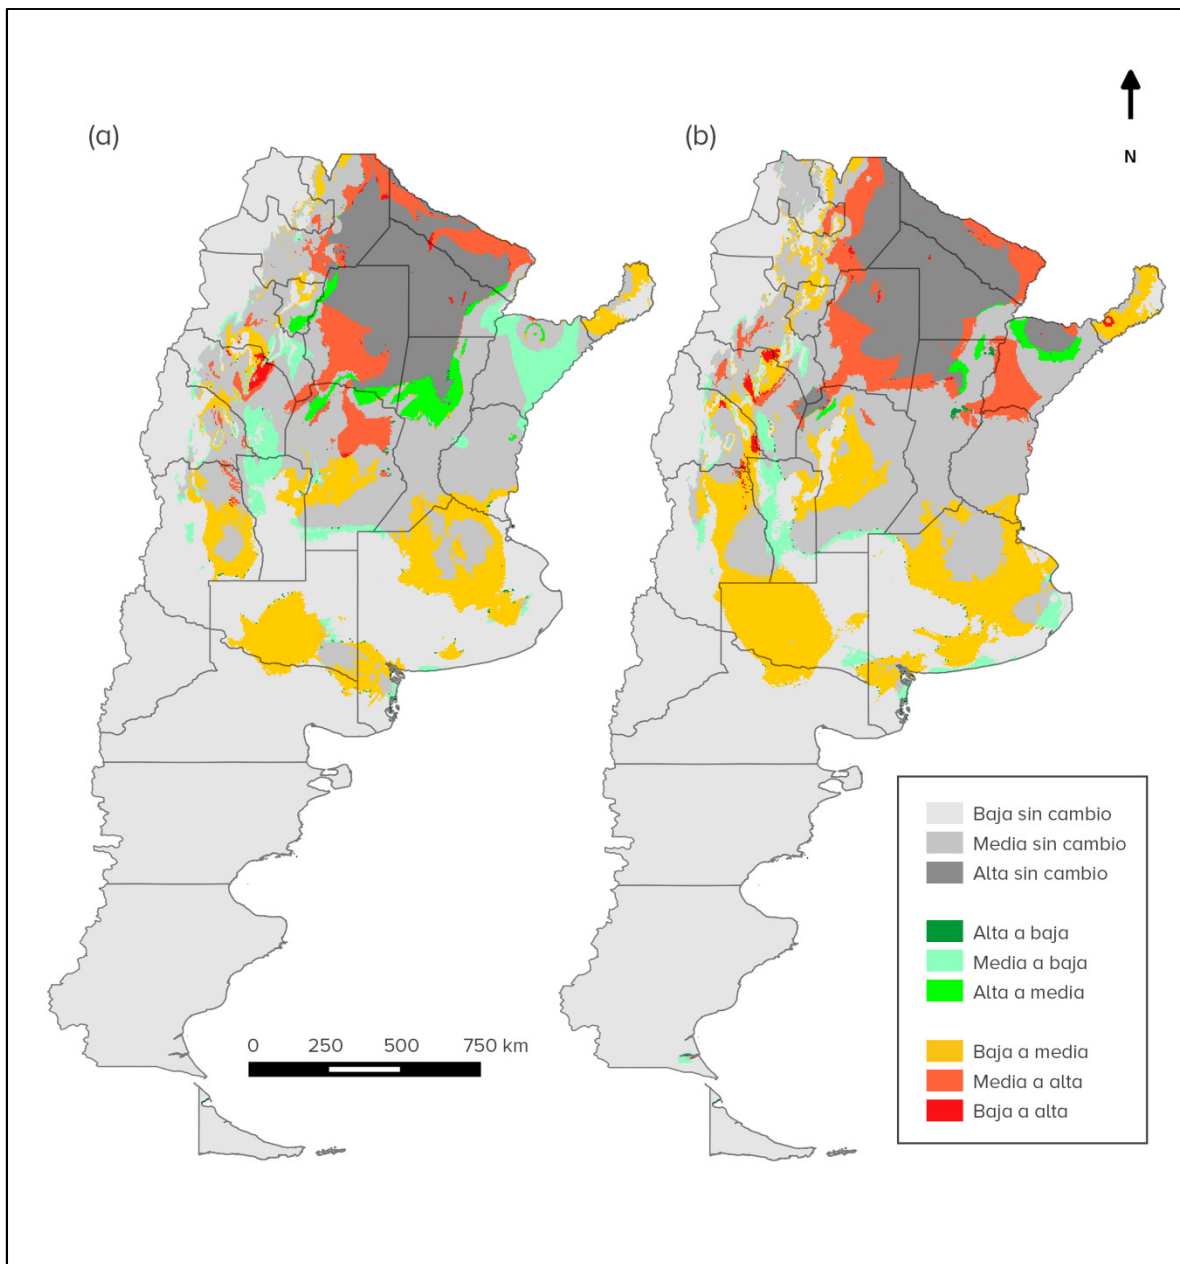 (a)
(b)
N
Baja sin cambio
Media sin cambio
Alta sin cambio
Alta a baja
Media a baja
Alta a media
Baja a media
Media a alta
Baja a alta
0 250 500 750 km